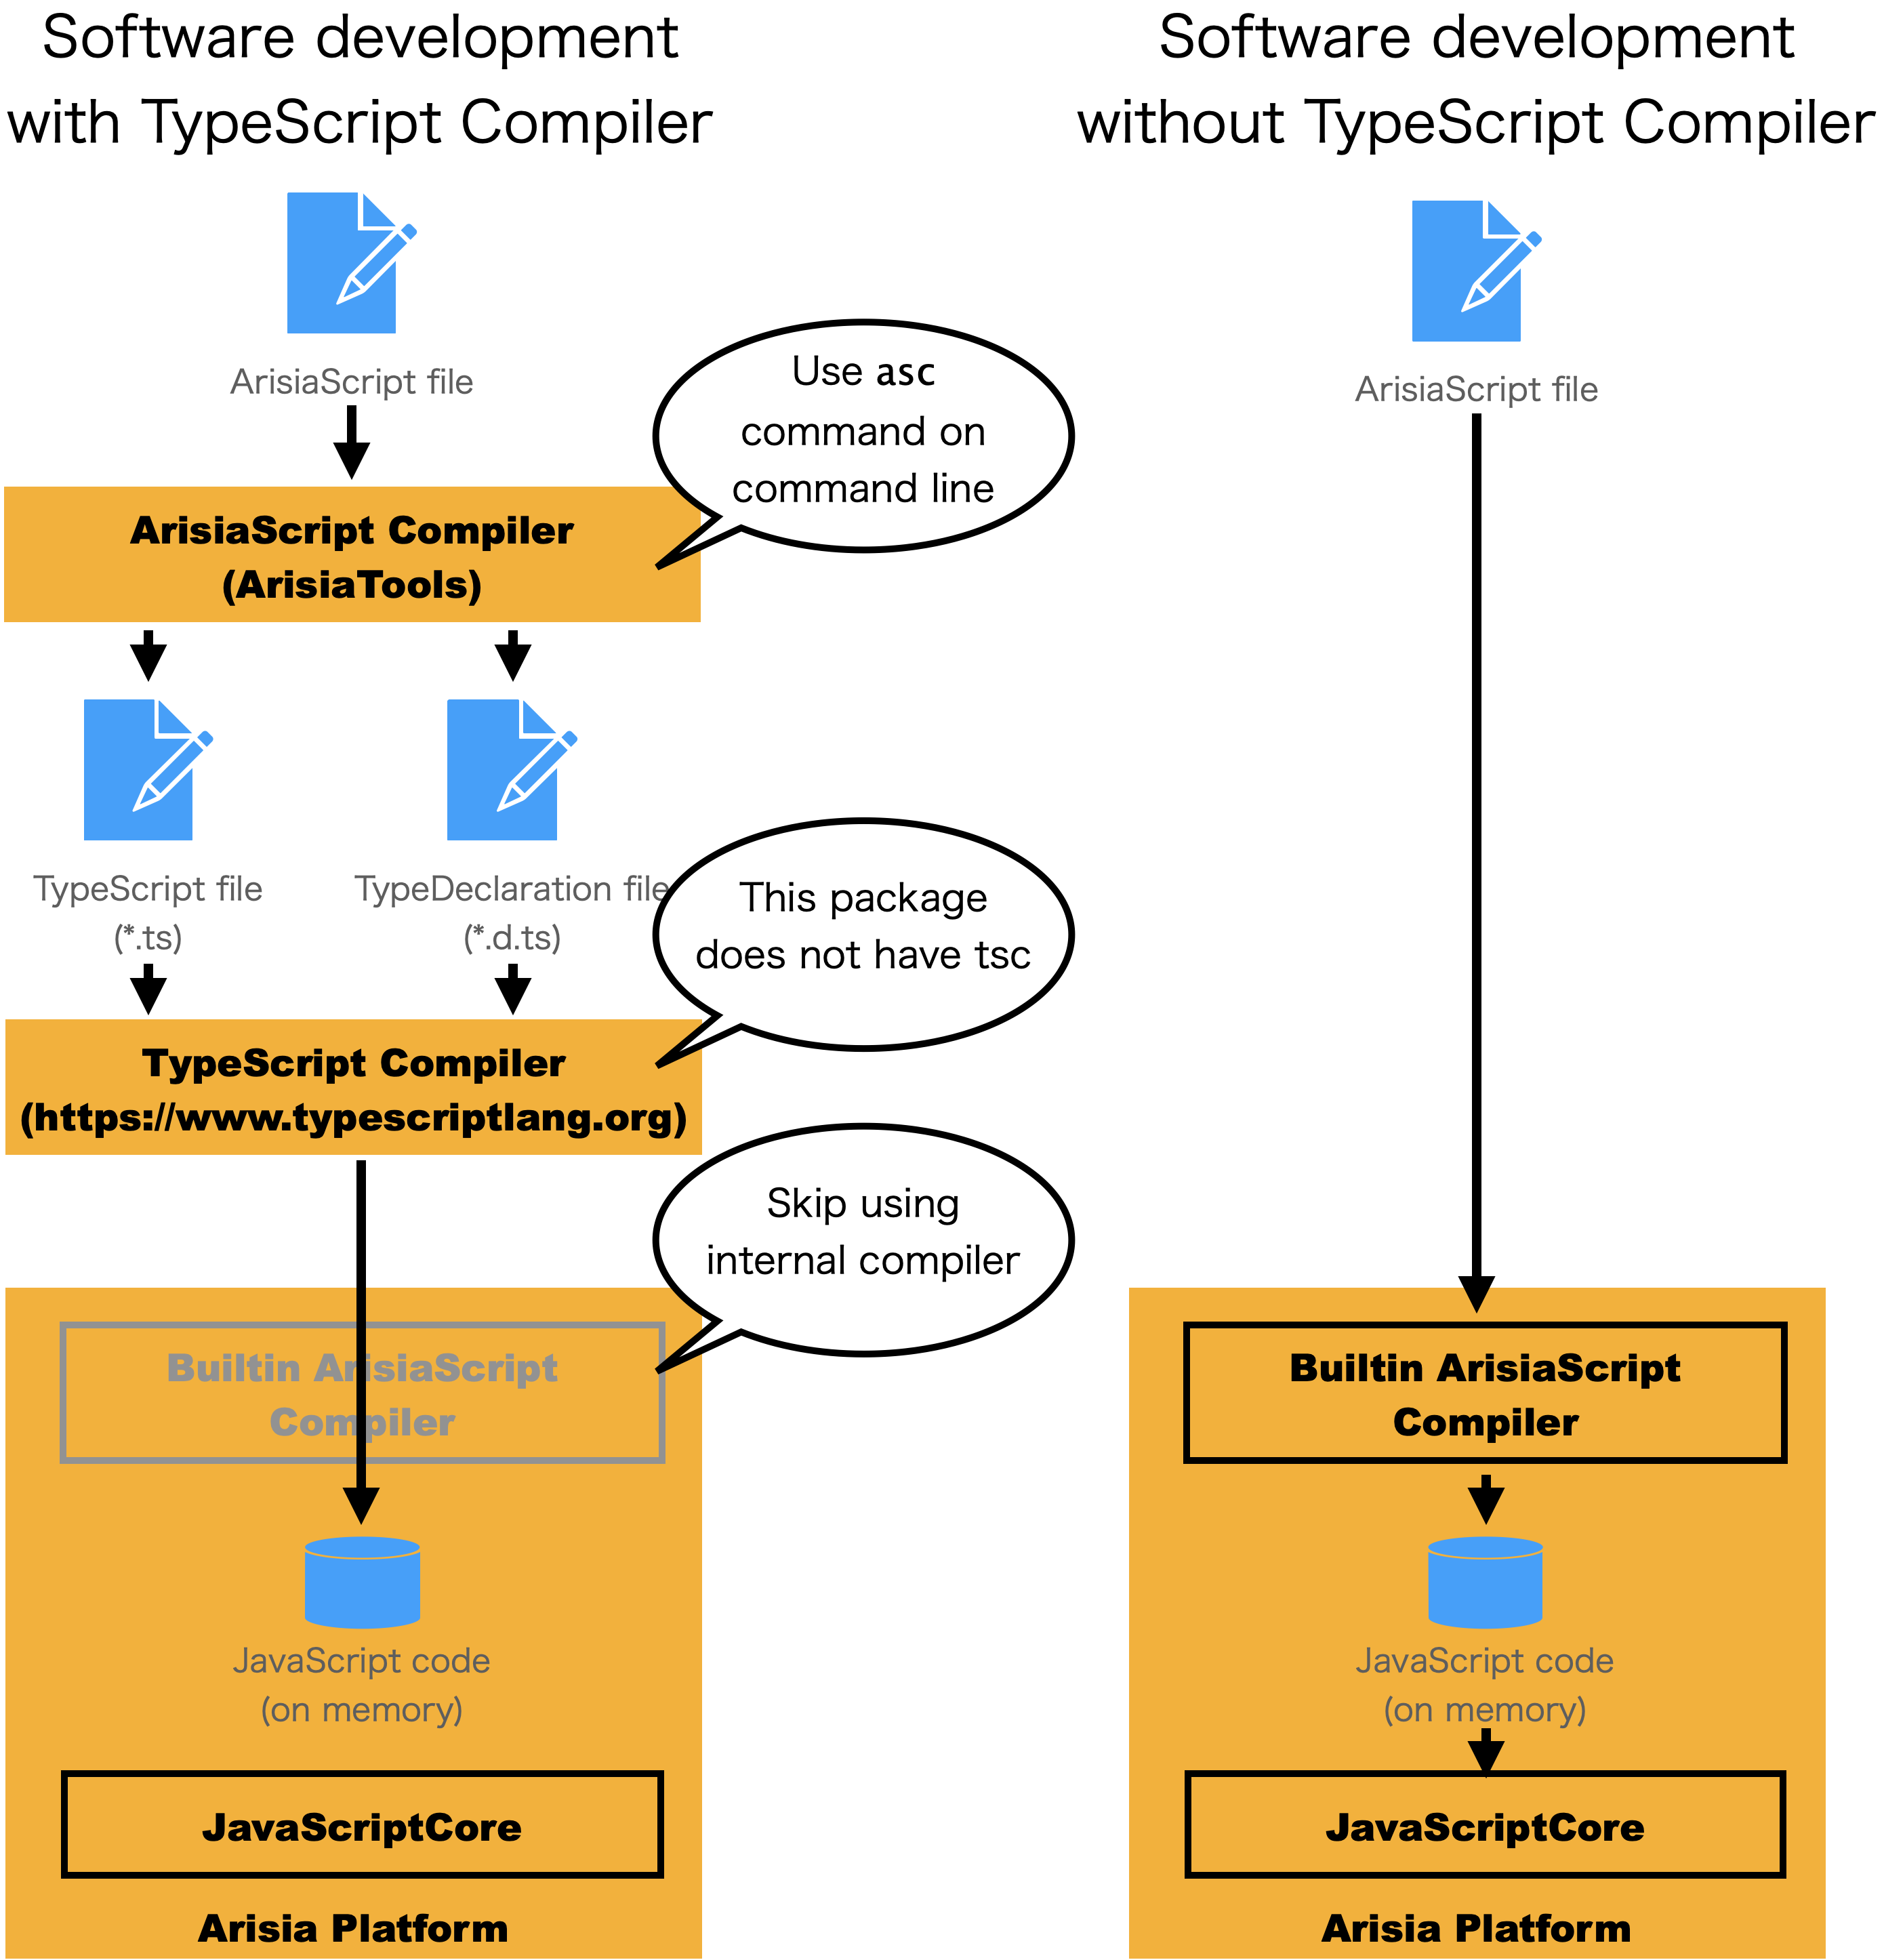 Software development
with TypeScript Compiler
ArisiaScript file
Use asc
command on
command line
ArisiaScript Compiler
(ArisiaTools)
TypeScript file
(*.ts)
TypeDeclaration file
(*.d.ts)
This package
does not have tsc
TypeScript Compiler
(https://www.typescriptlang.org)
Skip using
internal compiler
Builtin ArisiaScript
Compiler
JavaScript code
(on memory)
JavaScriptCore
Arisia Platform
Software development
without TypeScript Compiler
ArisiaScript file
Builtin ArisiaScript
Compiler
JavaScript code
(on memory)
JavaScriptCore
Arisia Platform